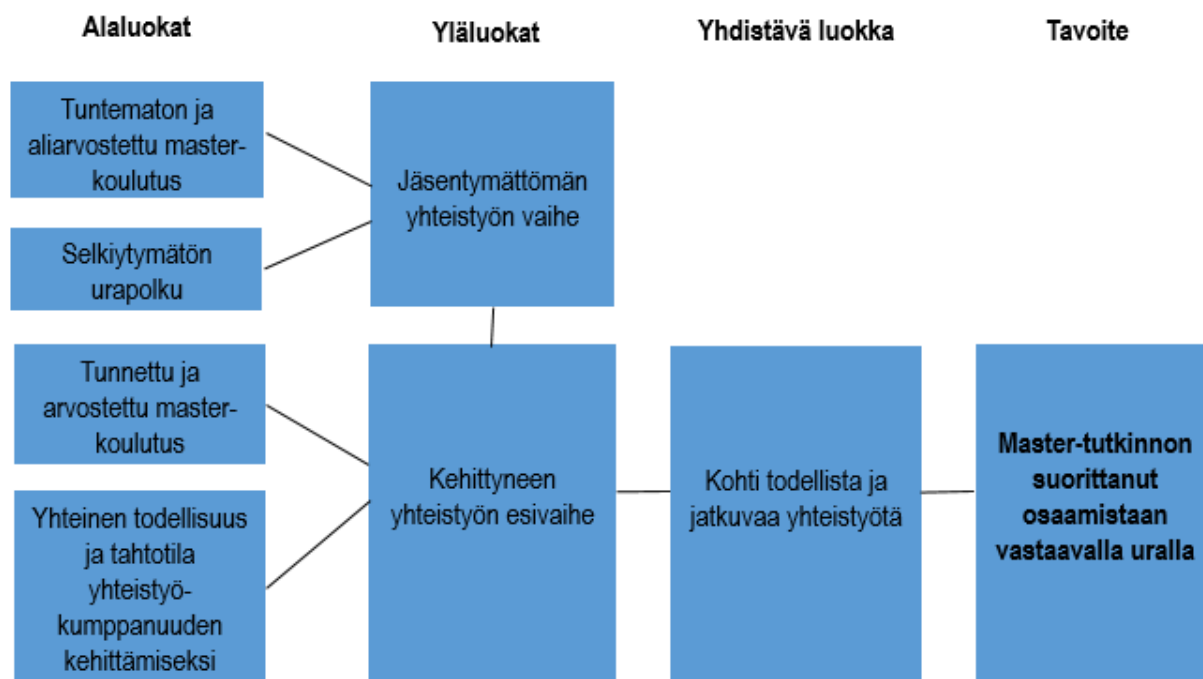 Alaluokat
Yläluokat
Yhdistävä luokka
Tavoite
Tuntematon ja
aliarvostettu master-
koulutus
Selkiytymätön
urapolku
Jäsentymättömän
yhteistyön vaihe
Tunnettu ja
arvostettu master-
koulutus
Yhteinen todellisuus
ja tahtotila
yhteistyö-
kumppanuuden
kehittämiseksi
Kehittyneen
yhteistyön esivaihe
Kohti todellista ja
jatkuvaa yhteistyötä
Master-tutkinnon
suorittanut
osaamistaan
vastaavalla uralla